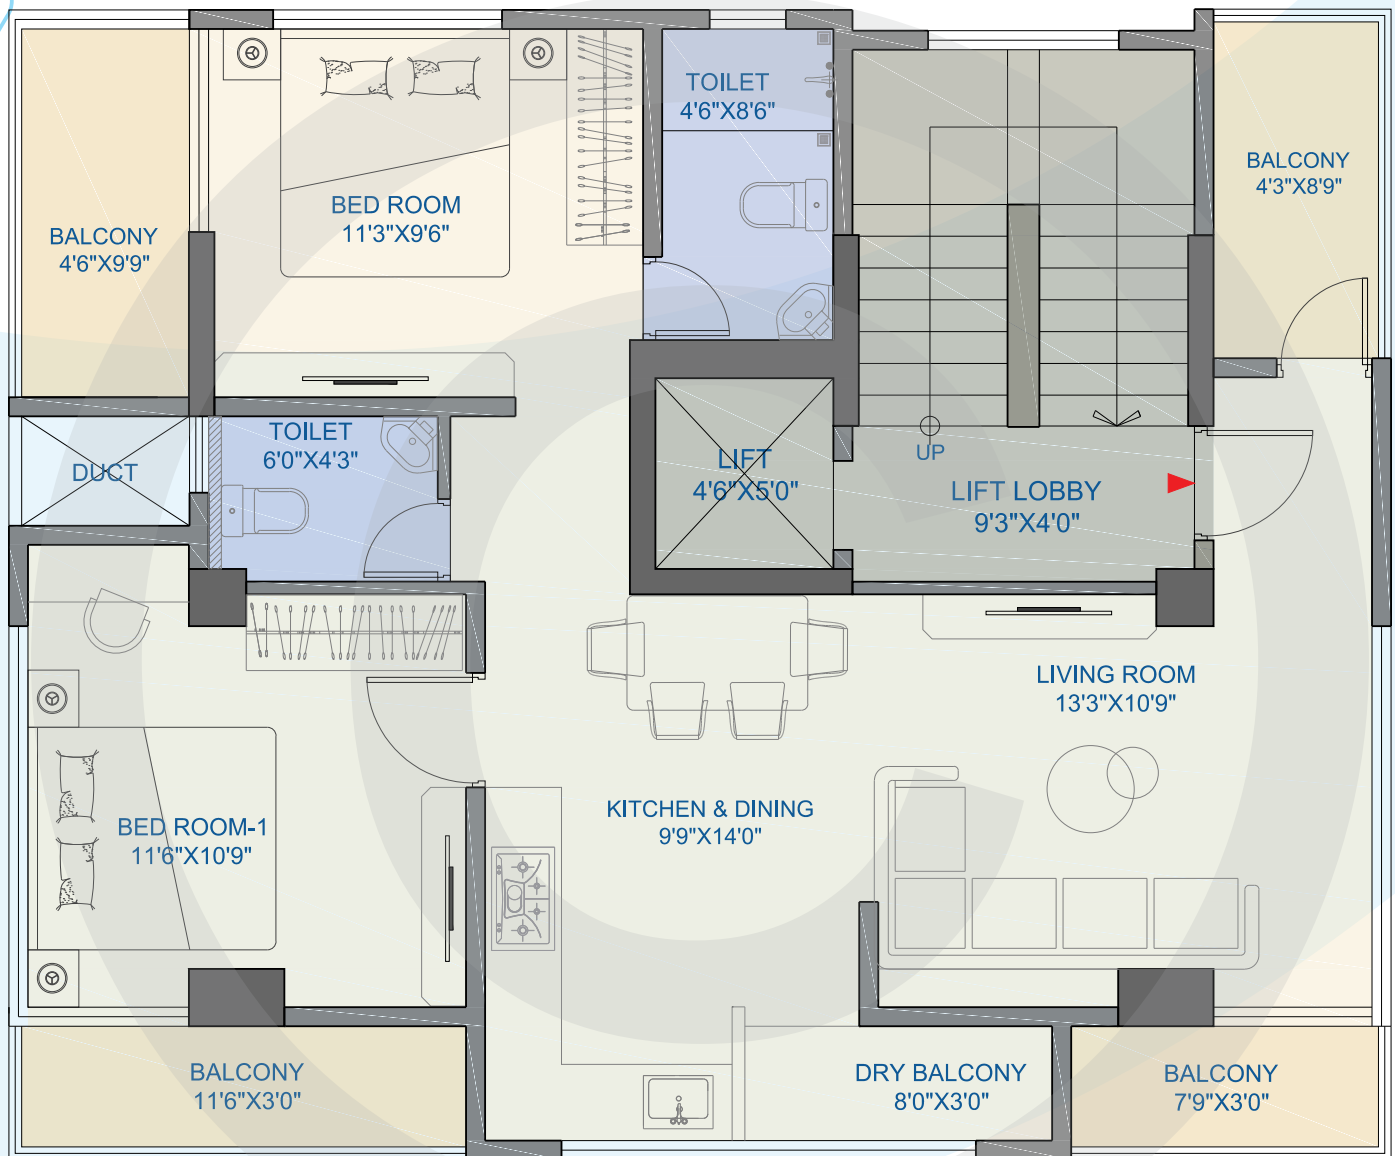 TOILET
4'6"X8'6"
BALCONY
4'3"X8'9"
BED ROOM
11'3"X9'6"
BALCONY
4'6"X9'9"
TOILET
6'0"X4'3"
DUCT
LIFT
4'6"X5'0"
UP
LIFT LOBBY
9'3"X4'0"
LIVING ROOM
13'3"X10'9"
KITCHEN & DINING
9'9"X14'0"
BED ROOM-1
11'6"X10'9"
BALCONY
11'6"X3'0"
DRY BALCONY
8'0"X3'0"
BALCONY
7'9"X3'0"